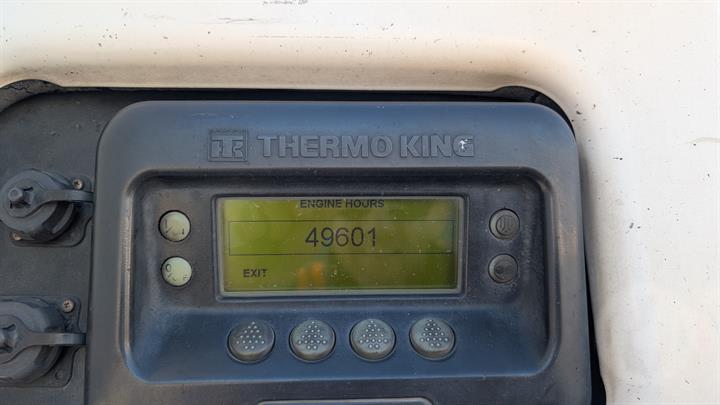 THERMO KING
ENGINE HOURS
49601
EXIT